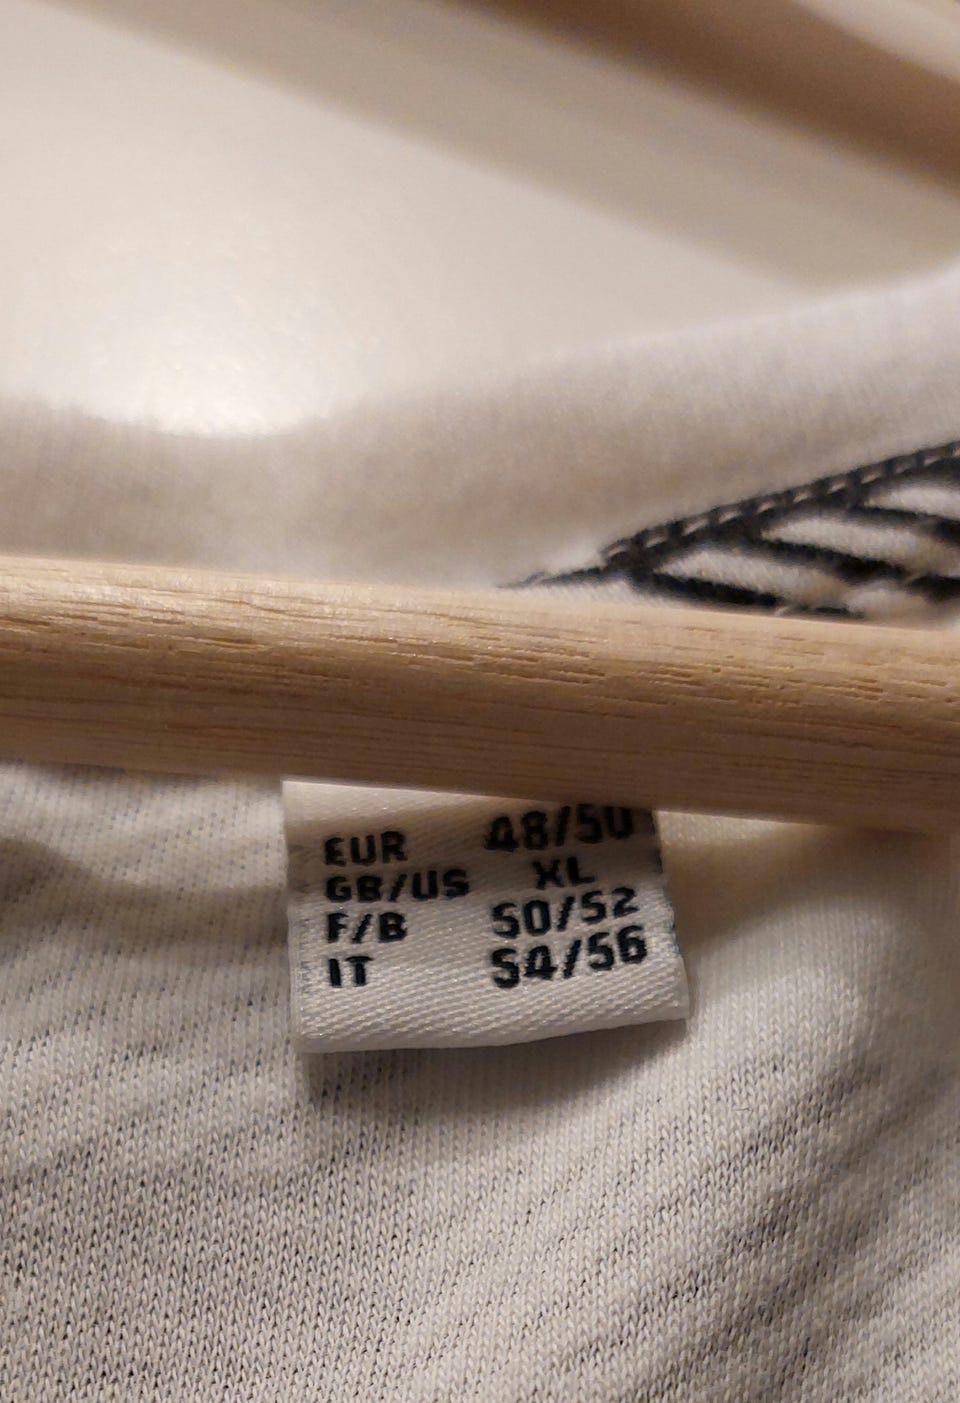 EUR 48/50
GB/US XL
F/B 50/52
IT 54/56